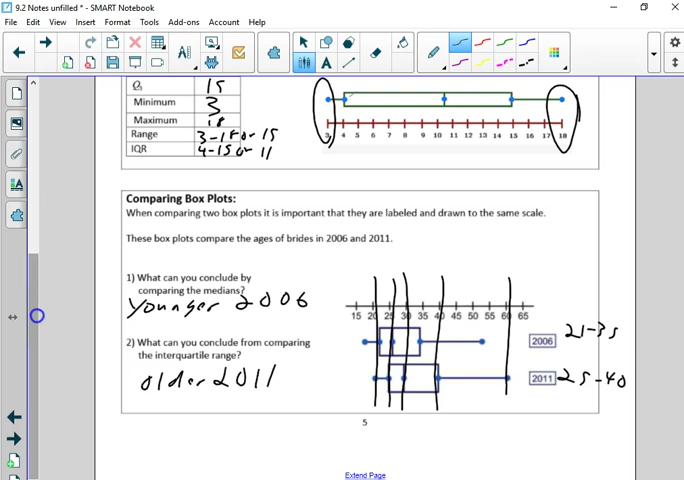 9.2 Notes unfilled * - SMART Notebook
File Edit View Insert Format Tools Add-ons Account Help
15
Minimum 3
Maximum 18
Range 3-18 or 15
IQR 4-15 or 11
3 4 5 6 7 8 9 10 11 12 13 14 15 16 17 18
Comparing Box Plots:
When comparing two box plots it is important that they are labeled and drawn to the same scale.
These box plots compare the ages of brides in 2006 and 2011.
1) What can you conclude by
comparing the medians?
younger 2006
15 20 25 30 35 40 45 50 55 60 65
2) What can you conclude from comparing
the interquartile range?
older 2011
2006 21-35
2011 25-40
5
Extend Page